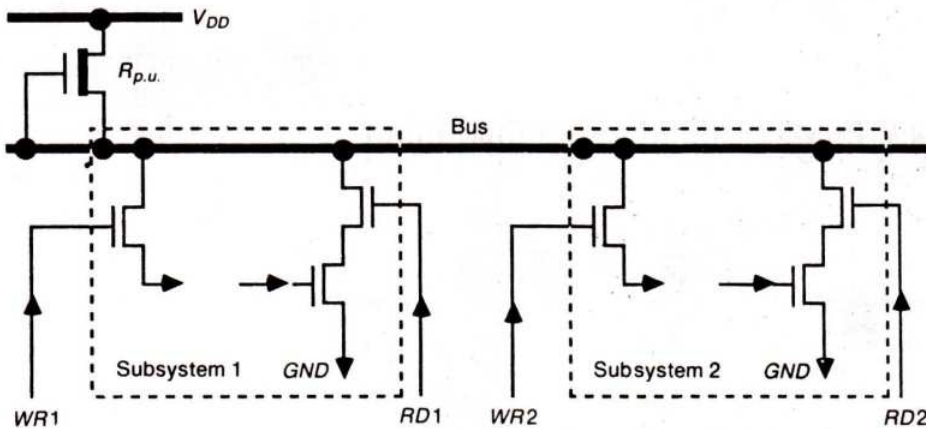 V_DD
R_p.u.
Bus
Subsystem 1
GND
Subsystem 2
GND
WR1
RD1
WR2
RD2